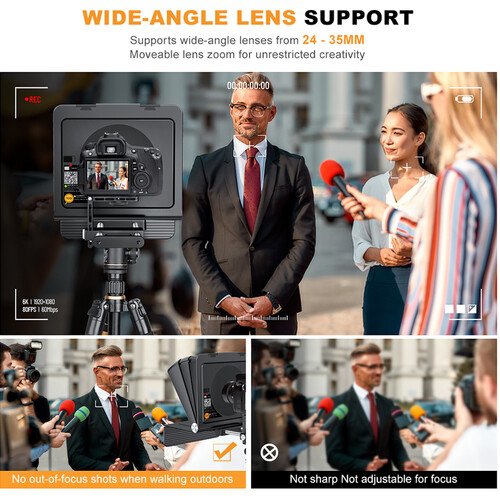 WIDE-ANGLE LENS SUPPORT
Supports wide-angle lenses from 24 - 35MM
Moveable lens zoom for unrestricted creativity
REC
00:00:00:00
6K | 1920×1080
80FPS | 60Mbps
No out-of-focus shots when walking outdoors
Not sharp Not adjustable for focus